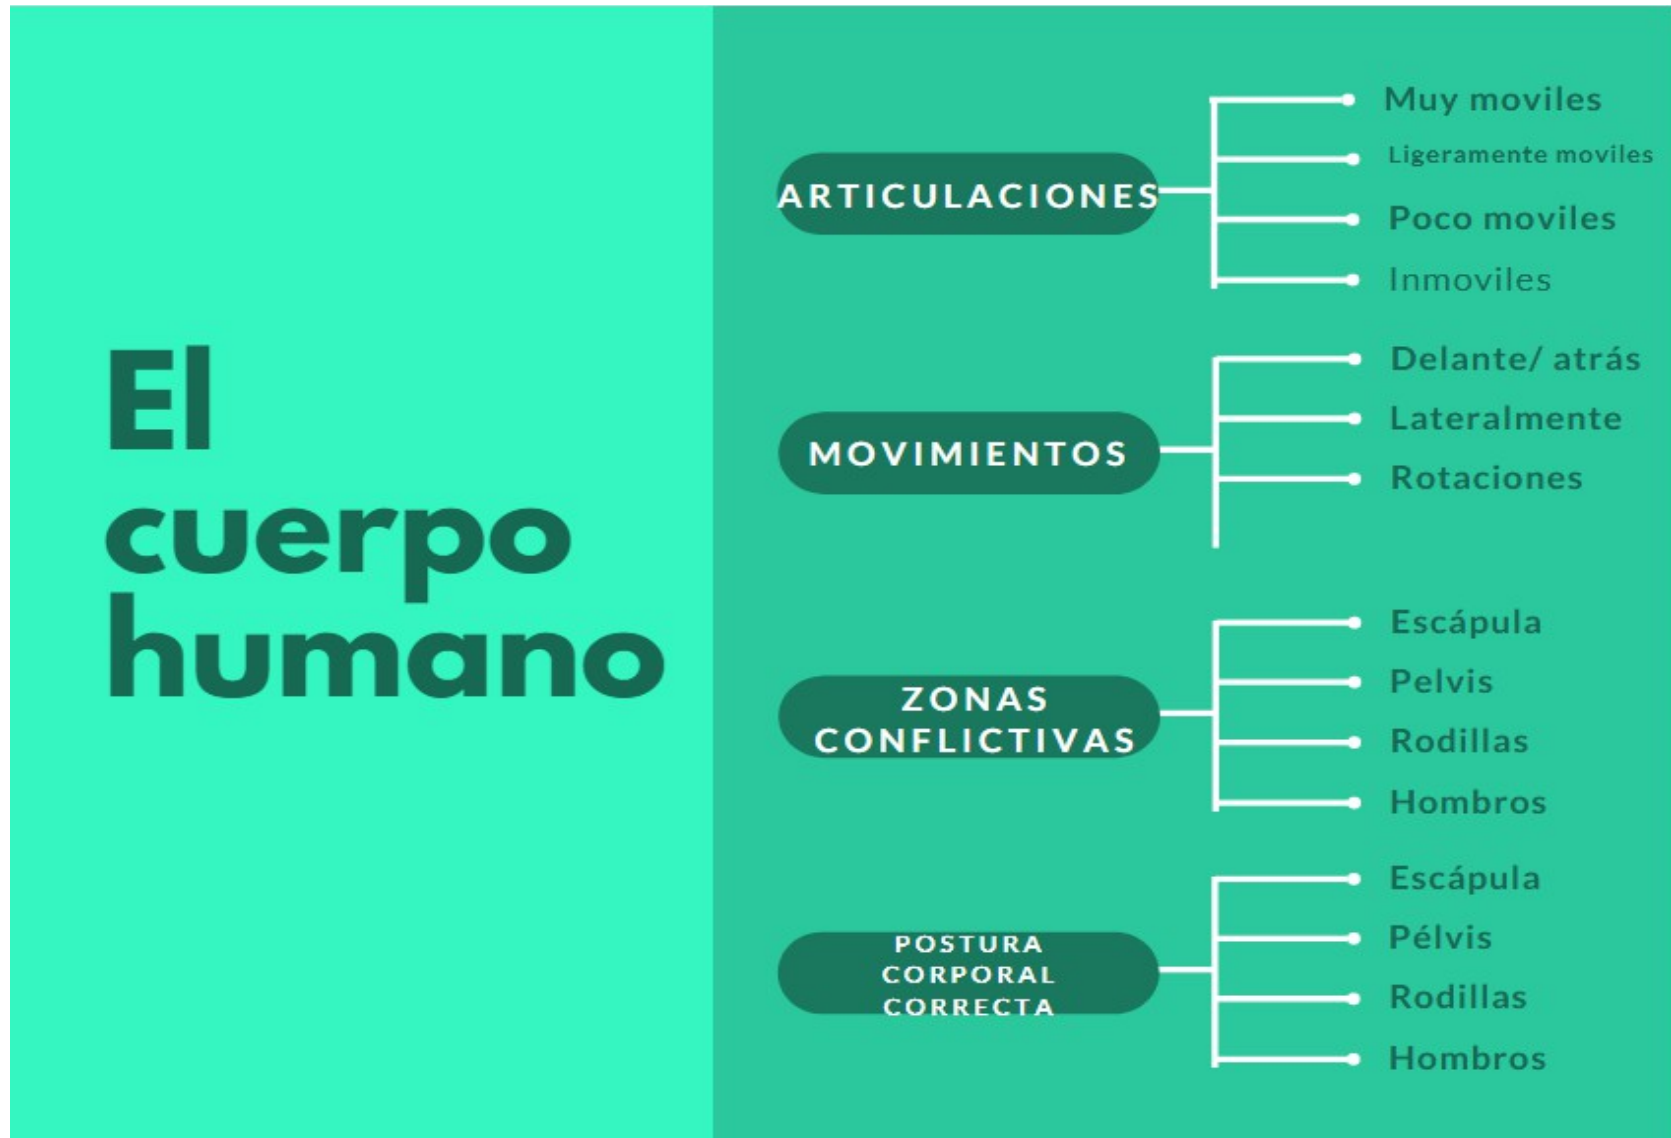 El
cuerpo
humano
ARTICULACIONES
Muy moviles
Ligeramente moviles
Poco moviles
Inmoviles
MOVIMIENTOS
Delante/ atrás
Lateralmente
Rotaciones
ZONAS
CONFLICTIVAS
Escápula
Pelvis
Rodillas
Hombros
POSTURA
CORPORAL
CORRECTA
Escápula
Pélvis
Rodillas
Hombros